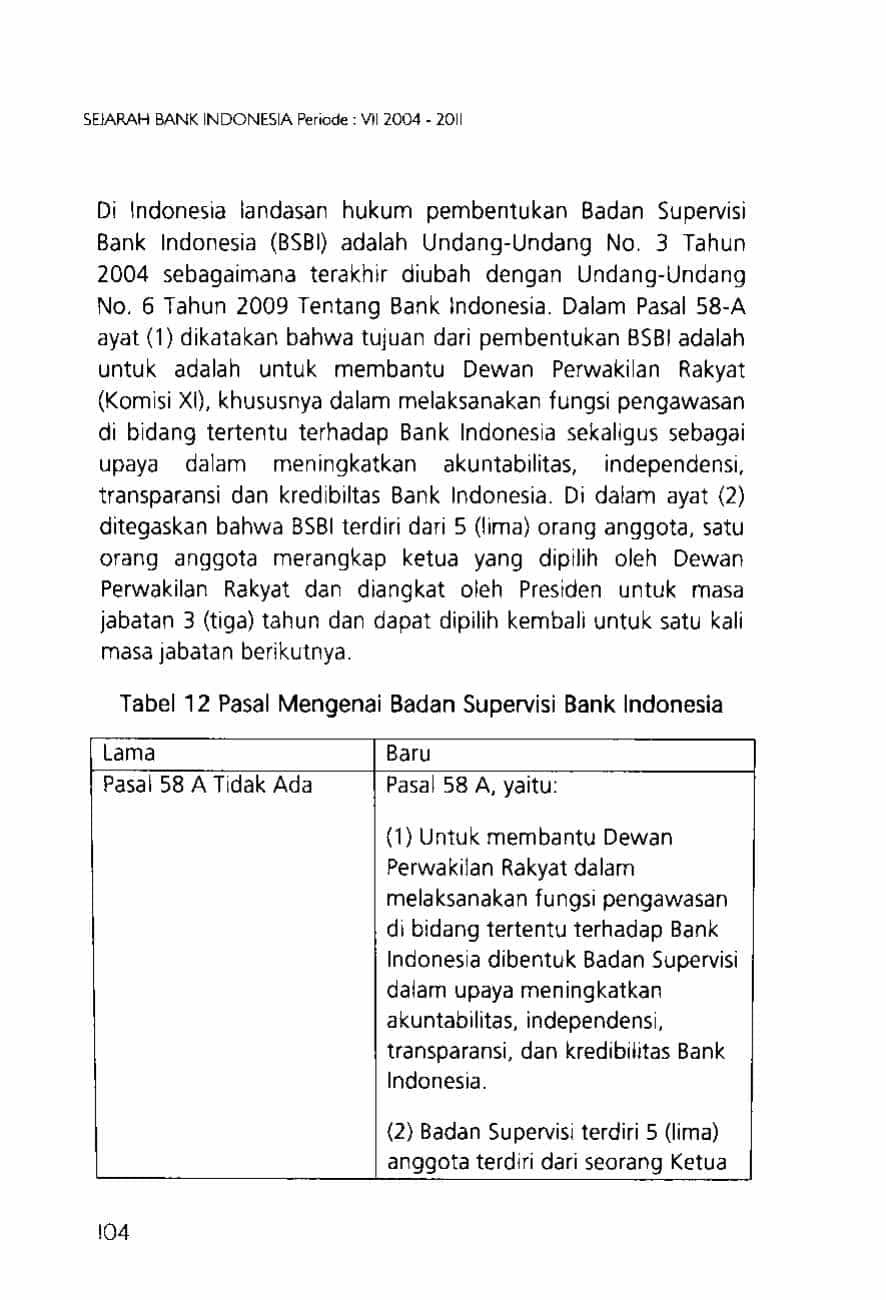 SEJARAH BANK INDONESIA Periode : VII 2004 - 2011
Di Indonesia landasan hukum pembentukan Badan Supervisi
Bank Indonesia (BSBI) adalah Undang-Undang No. 3 Tahun
2004 sebagaimana terakhir diubah dengan Undang-Undang
No. 6 Tahun 2009 Tentang Bank Indonesia. Dalam Pasal 58-A
ayat (1) dikatakan bahwa tujuan dari pembentukan BSBI adalah
untuk adalah untuk membantu Dewan Perwakilan Rakyat
(Komisi XI), khususnya dalam melaksanakan fungsi pengawasan
di bidang tertentu terhadap Bank Indonesia sekaligus sebagai
upaya dalam meningkatkan akuntabilitas, independensi,
transparansi dan kredibiltas Bank Indonesia. Di dalam ayat (2)
ditegaskan bahwa BSBI terdiri dari 5 (lima) orang anggota, satu
orang anggota merangkap ketua yang dipilih oleh Dewan
Perwakilan Rakyat dan diangkat oleh Presiden untuk masa
jabatan 3 (tiga) tahun dan dapat dipilih kembali untuk satu kali
masa jabatan berikutnya.
Tabel 12 Pasal Mengenai Badan Supervisi Bank Indonesia
Lama
Baru
Pasal 58 A Tidak Ada
Pasal 58 A, yaitu:
(1) Untuk membantu Dewan
Perwakilan Rakyat dalam
melaksanakan fungsi pengawasan
di bidang tertentu terhadap Bank
Indonesia dibentuk Badan Supervisi
dalam upaya meningkatkan
akuntabilitas, independensi,
transparansi, dan kredibilitas Bank
Indonesia.
(2) Badan Supervisi terdiri 5 (lima)
anggota terdiri dari seorang Ketua
104